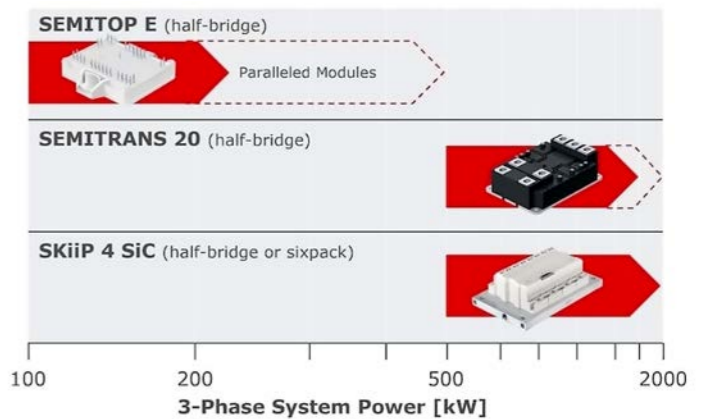 SEMITOP E (half-bridge)
Paralleled Modules
SEMITRANS 20 (half-bridge)
SKiiP 4 SiC (half-bridge or sixpack)
100 200 500 2000
3-Phase System Power [kW]